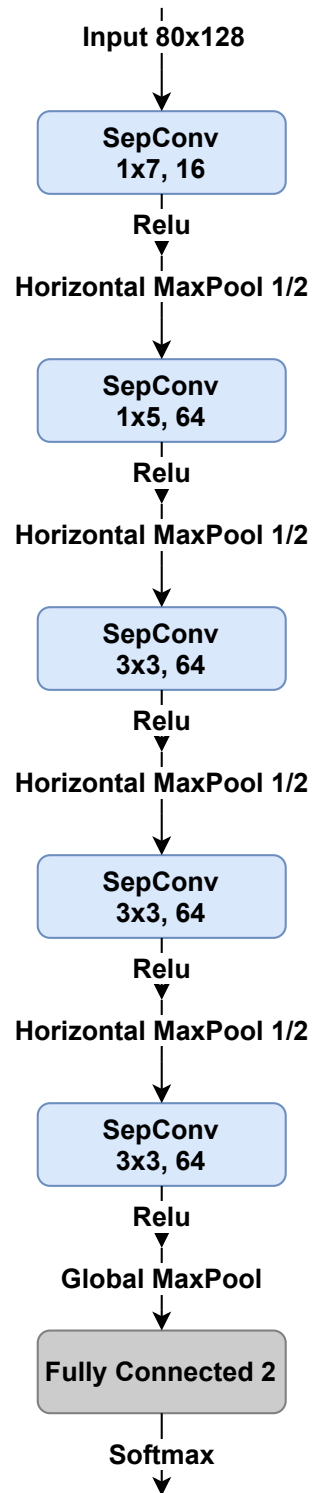 Input 80x128
SepConv
1x7, 16
Relu
Horizontal MaxPool 1/2
SepConv
1x5, 64
Relu
Horizontal MaxPool 1/2
SepConv
3x3, 64
Relu
Horizontal MaxPool 1/2
SepConv
3x3, 64
Relu
Horizontal MaxPool 1/2
SepConv
3x3, 64
Relu
Global MaxPool
Fully Connected 2
Softmax